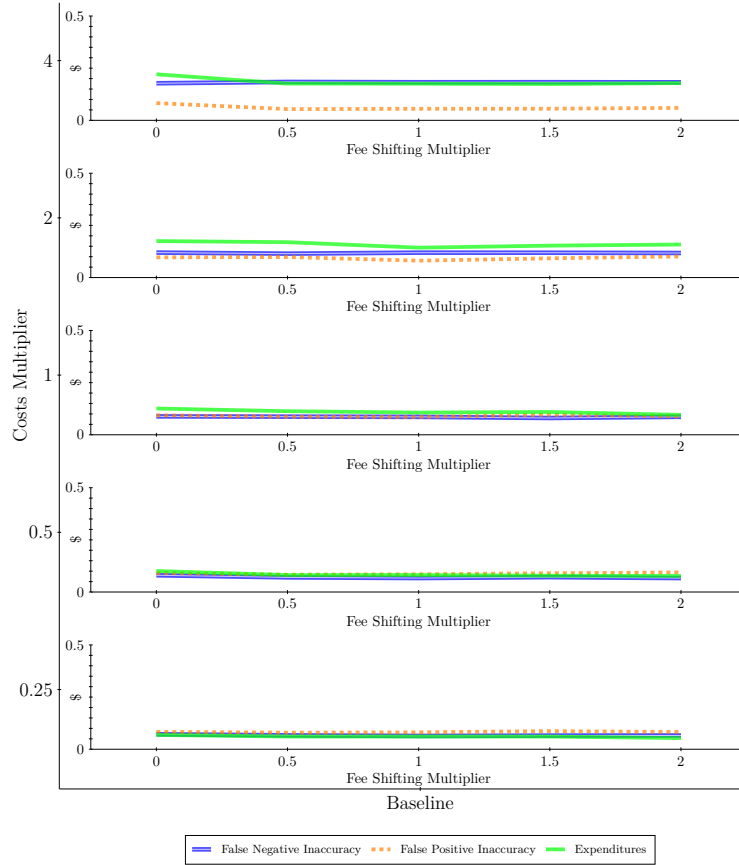 0.5
4
$
0
0 0.5 1 1.5 2
Fee Shifting Multiplier
0.5
2
$
0
0 0.5 1 1.5 2
Fee Shifting Multiplier
0.5
1
$
0
0 0.5 1 1.5 2
Fee Shifting Multiplier
Costs Multiplier
0.5
0.5
$
0
0 0.5 1 1.5 2
Fee Shifting Multiplier
0.5
0.25
$
0
0 0.5 1 1.5 2
Fee Shifting Multiplier
Baseline
False Negative Inaccuracy False Positive Inaccuracy Expenditures